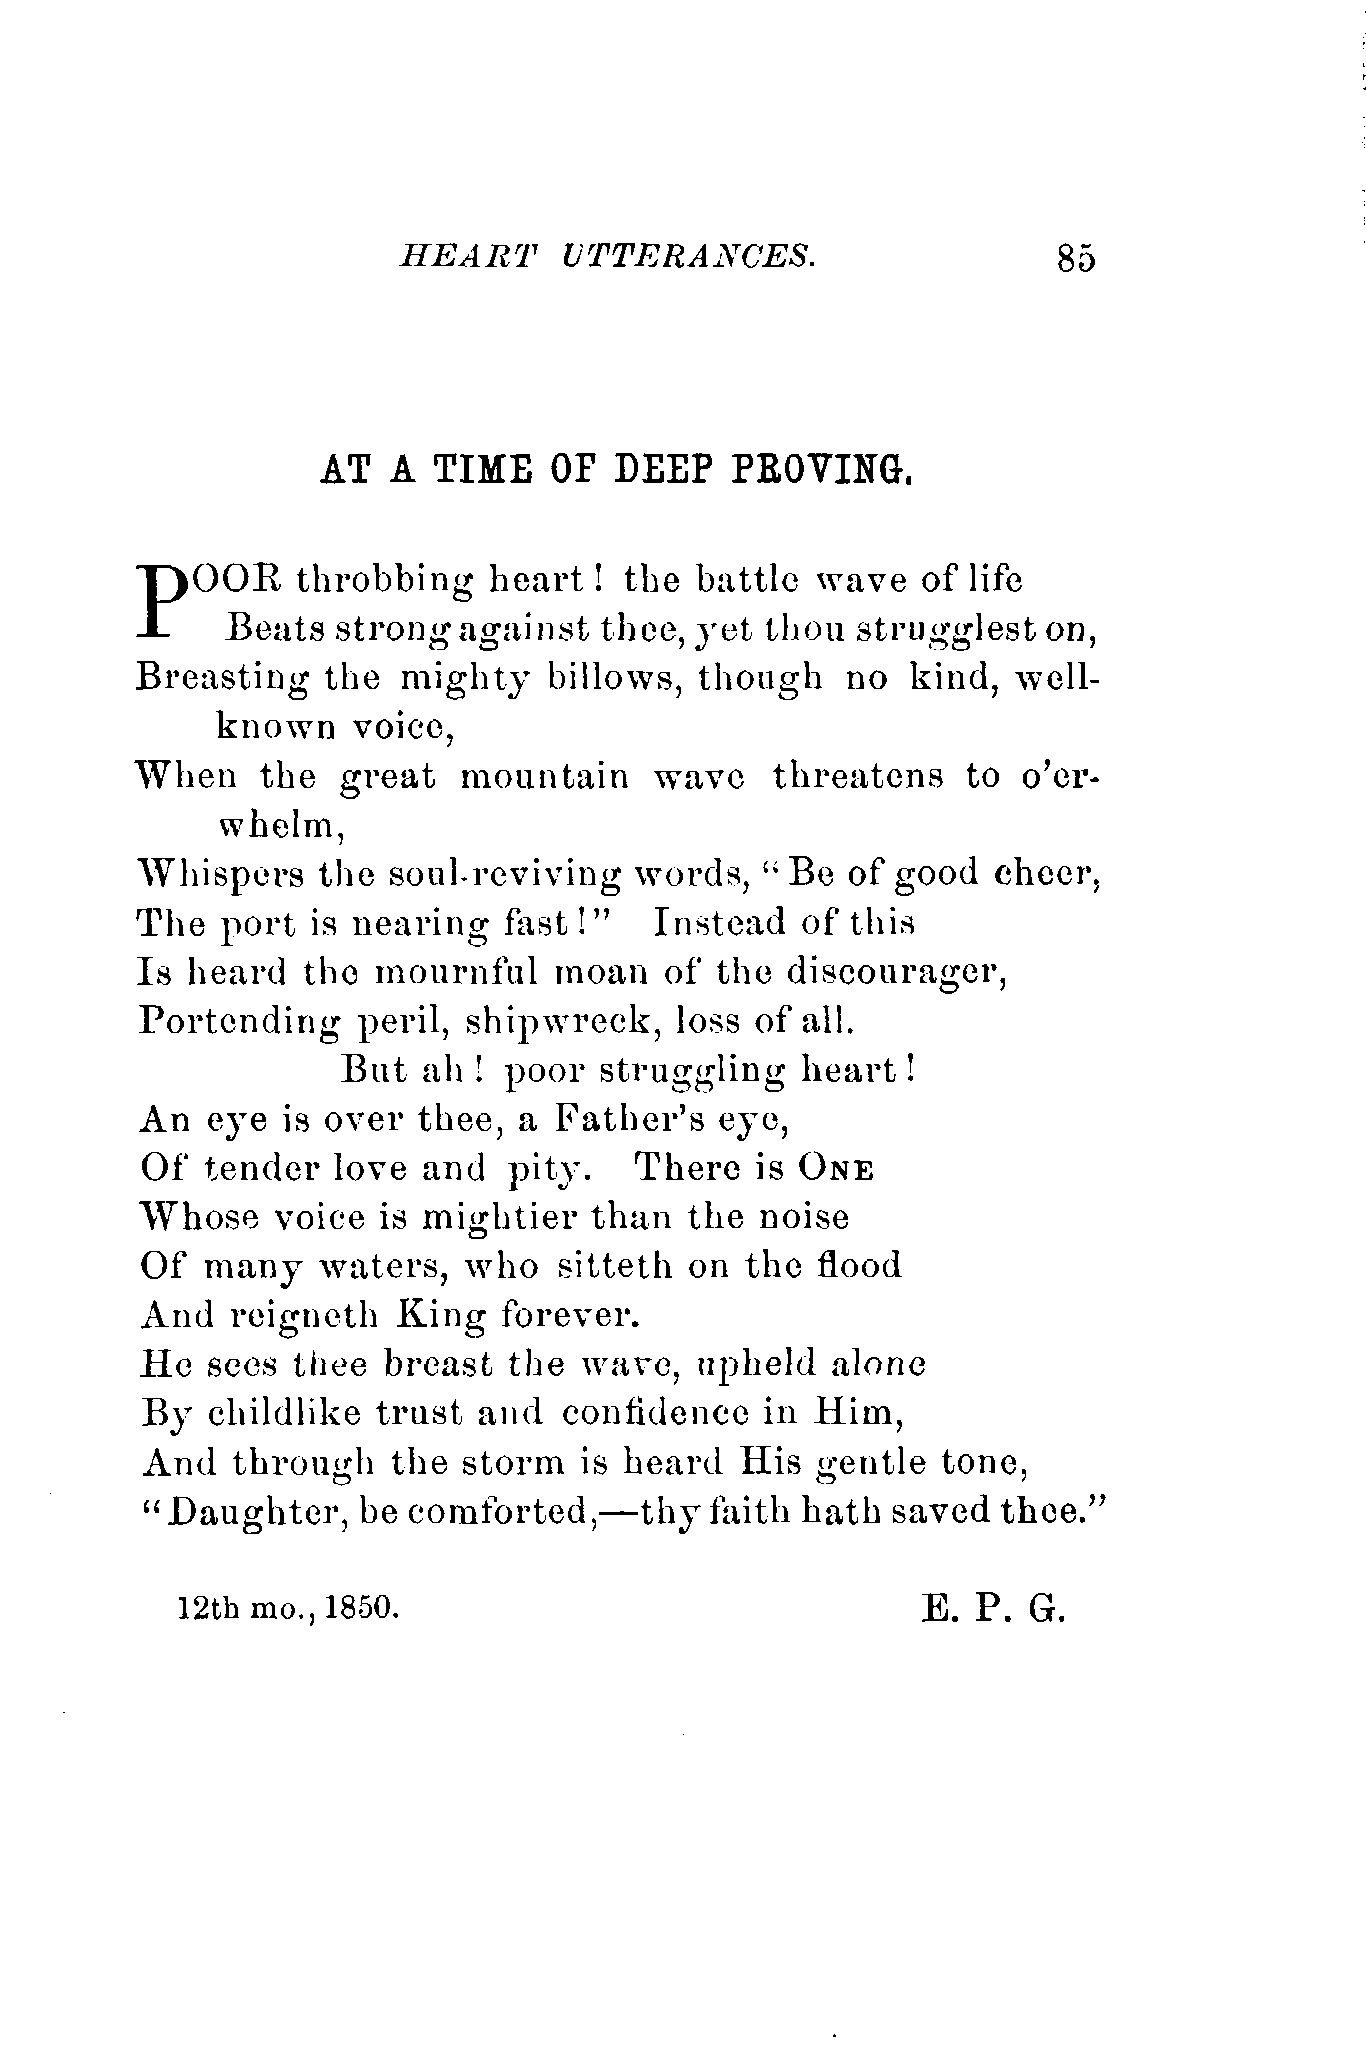 HEART UTTERANCES. 85
AT A TIME OF DEEP PROVING.
POOR throbbing heart! the battle wave of life
Beats strong against thee, yet thou strugglest on,
Breasting the mighty billows, though no kind, well-
known voice,
When the great mountain wave threatens to o'er-
whelm,
Whispers the soul-reviving words, "Be of good cheer,
The port is nearing fast!" Instead of this
Is heard the mournful moan of the discourager,
Portending peril, shipwreck, loss of all.
But ah! poor struggling heart!
An eye is over thee, a Father's eye,
Of tender love and pity. There is ONE
Whose voice is mightier than the noise
Of many waters, who sitteth on the flood
And reigneth King forever.
He sees thee breast the wave, upheld alone
By childlike trust and confidence in Him,
And through the storm is heard His gentle tone,
"Daughter, be comforted,—thy faith hath saved thee."
12th mo., 1850. E. P. G.